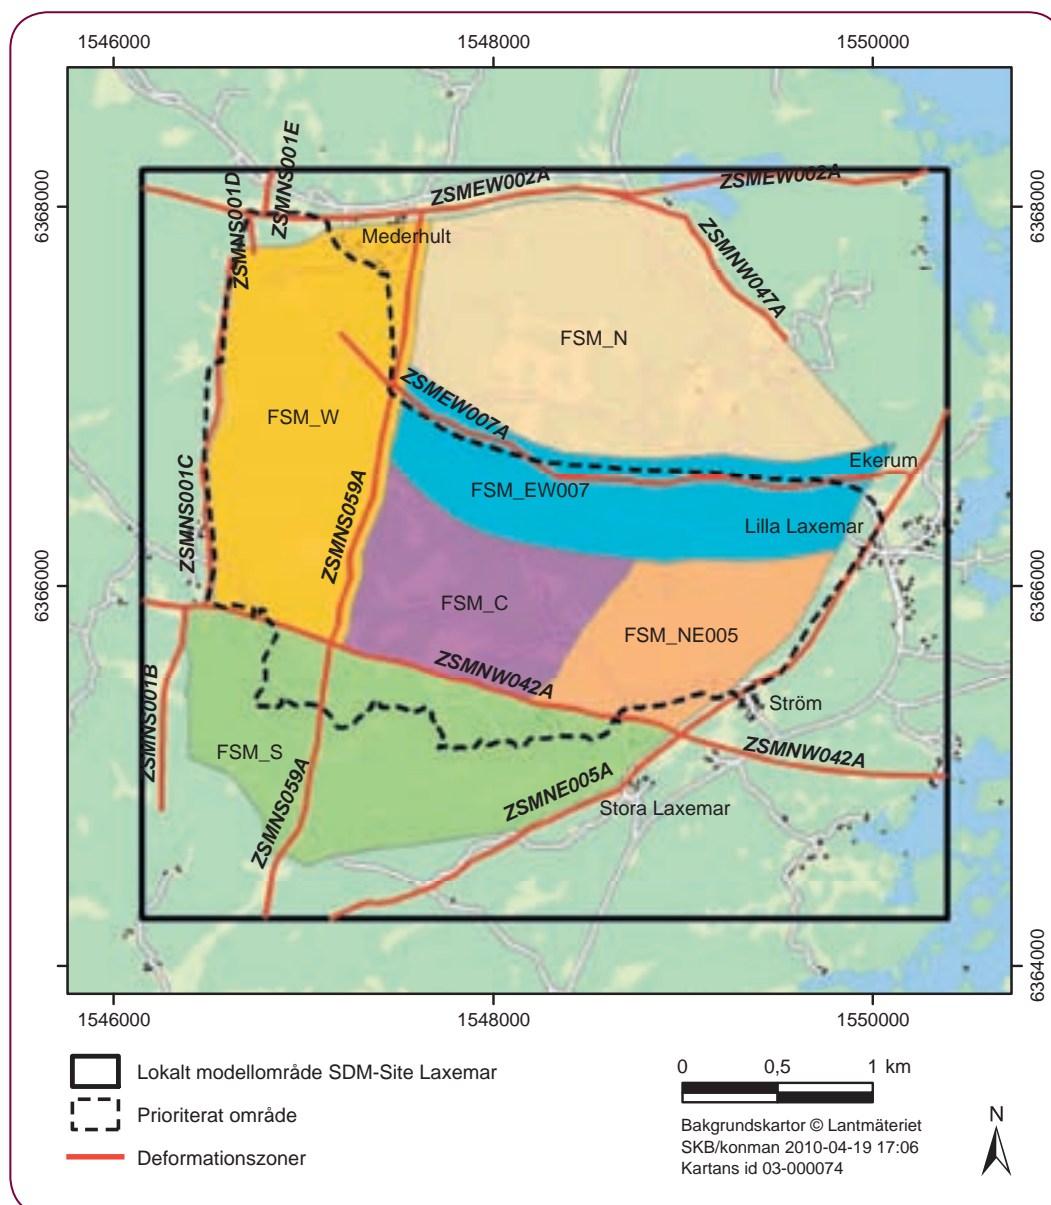 1546000
1548000
1550000
6368000
6368000
ZSMNS001E
ZSMNS001D
ZSMEW002A
ZSMEW002A
Mederhult
ZSMNW047A
FSM_N
ZSMEW007A
FSM_W
Ekerum
FSM_EW007
ZSMNS001C
ZSMNS059A
Lilla Laxemar
6366000
6366000
FSM_C
FSM_NE005
ZSMNW042A
ZSMNS001B
Ström
FSM_S
ZSMNW042A
ZSMNS059A
ZSMNE005A
Stora Laxemar
6364000
6364000
1546000
1548000
1550000
Lokalt modellområde SDM-Site Laxemar
Prioriterat område
Deformationszoner
0 0,5 1 km
Bakgrundskartor © Lantmäteriet
SKB/konman 2010-04-19 17:06
Kartans id 03-000074
N